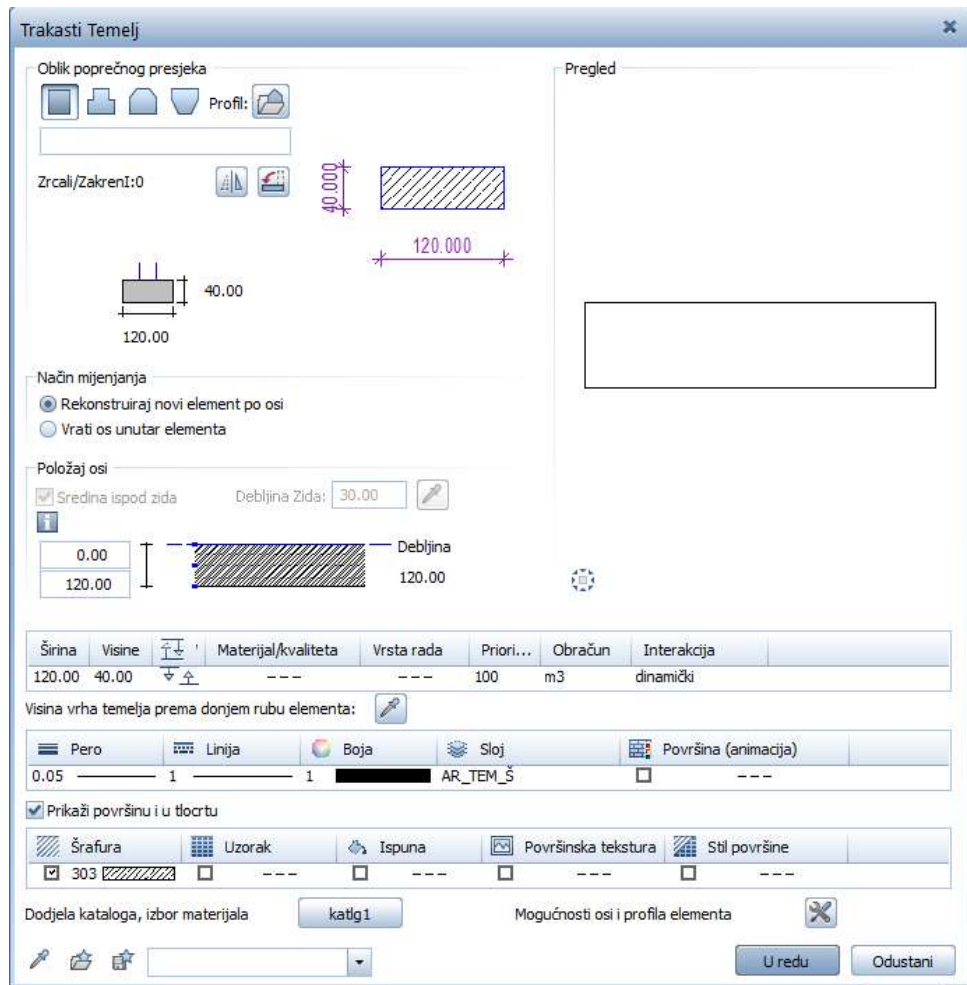 Trakasti Temelj
Oblik poprečnog presjeka
Pregled
Profil:
Zrcali/ZakrenI:0
40.000
120.000
40.00
120.00
Način mijenjanja
Rekonstruiraj novi element po osi
Vrati os unutar elementa
Položaj osi
Sredina ispod zida Debljina Zida: 30.00
0.00 Debljina
120.00 120.00
Širina Visine ' Materijal/kvaliteta Vrsta rada Priori... Obračun Interakcija
120.00 40.00 --- --- 100 m3 dinamički
Visina vrha temelja prema donjem rubu elementa:
Pero Linija Boja Sloj Površina (animacija)
0.05 1 1 AR_TEM_Š ---
Prikaži površinu i u tlocrtu
Šrafura Uzorak Ispuna Površinska tekstura Stil površine
303 --- --- --- ---
Dodjela kataloga, izbor materijala katlg1 Mogućnosti osi i profila elementa
U redu Odustani